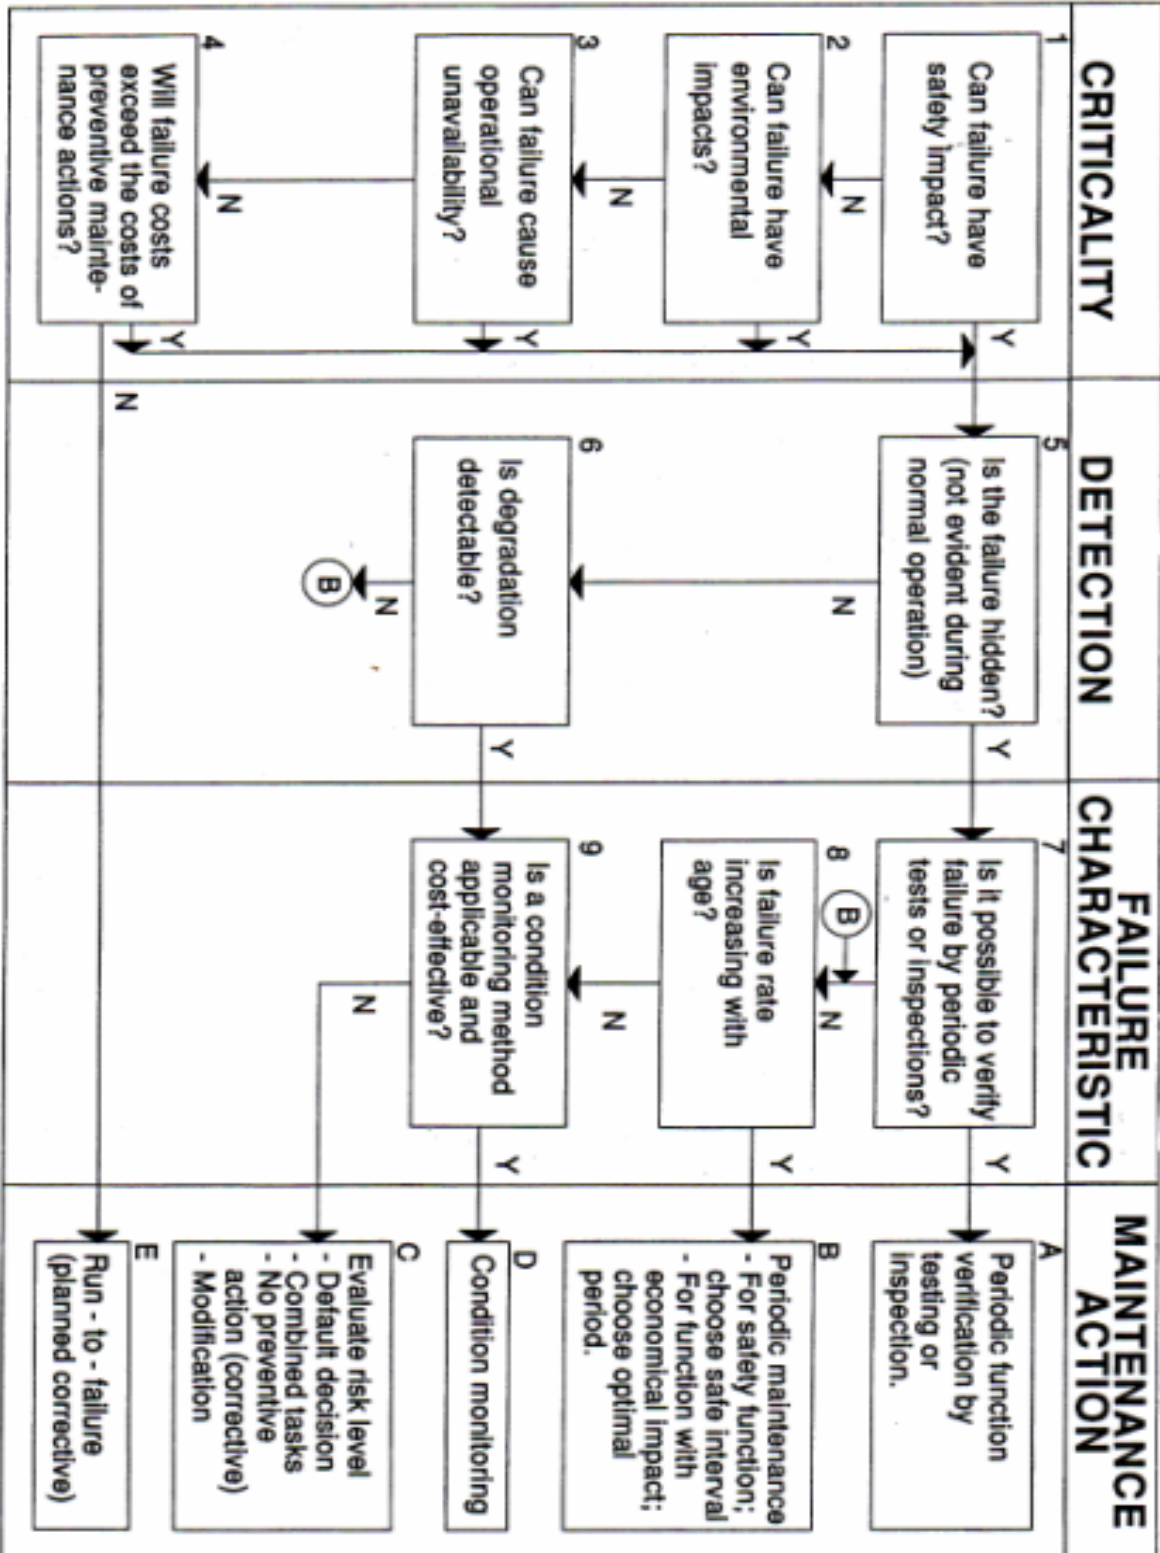 CRITICALITY
DETECTION
FAILURE
CHARACTERISTIC
MAINTENANCE
ACTION
1
Can failure have
safety impact?
Y
N
2
Can failure have
environmental
impacts?
Y
N
3
Can failure cause
operational
unavailability?
Y
N
4
Will failure costs
exceed the costs of
preventive mainte-
nance actions?
Y
N
5
Is the failure hidden?
(not evident during
normal operation)
Y
N
6
Is degradation
detectable?
Y
N
B
7
Is it possible to verify
failure by periodic
tests or inspections?
Y
N
B
8
Is failure rate
increasing with
age?
Y
N
9
Is a condition
monitoring method
applicable and
cost-effective?
Y
N
A
Periodic function
verification by
testing or
inspection.
B
Periodic maintenance
- For safety function;
choose safe interval
- For function with
economical impact;
choose optimal
period.
D
Condition monitoring
C
Evaluate risk level
- Default decision
- Combined tasks
- No preventive
action (corrective)
- Modification
E
Run - to - failure
(planned corrective)